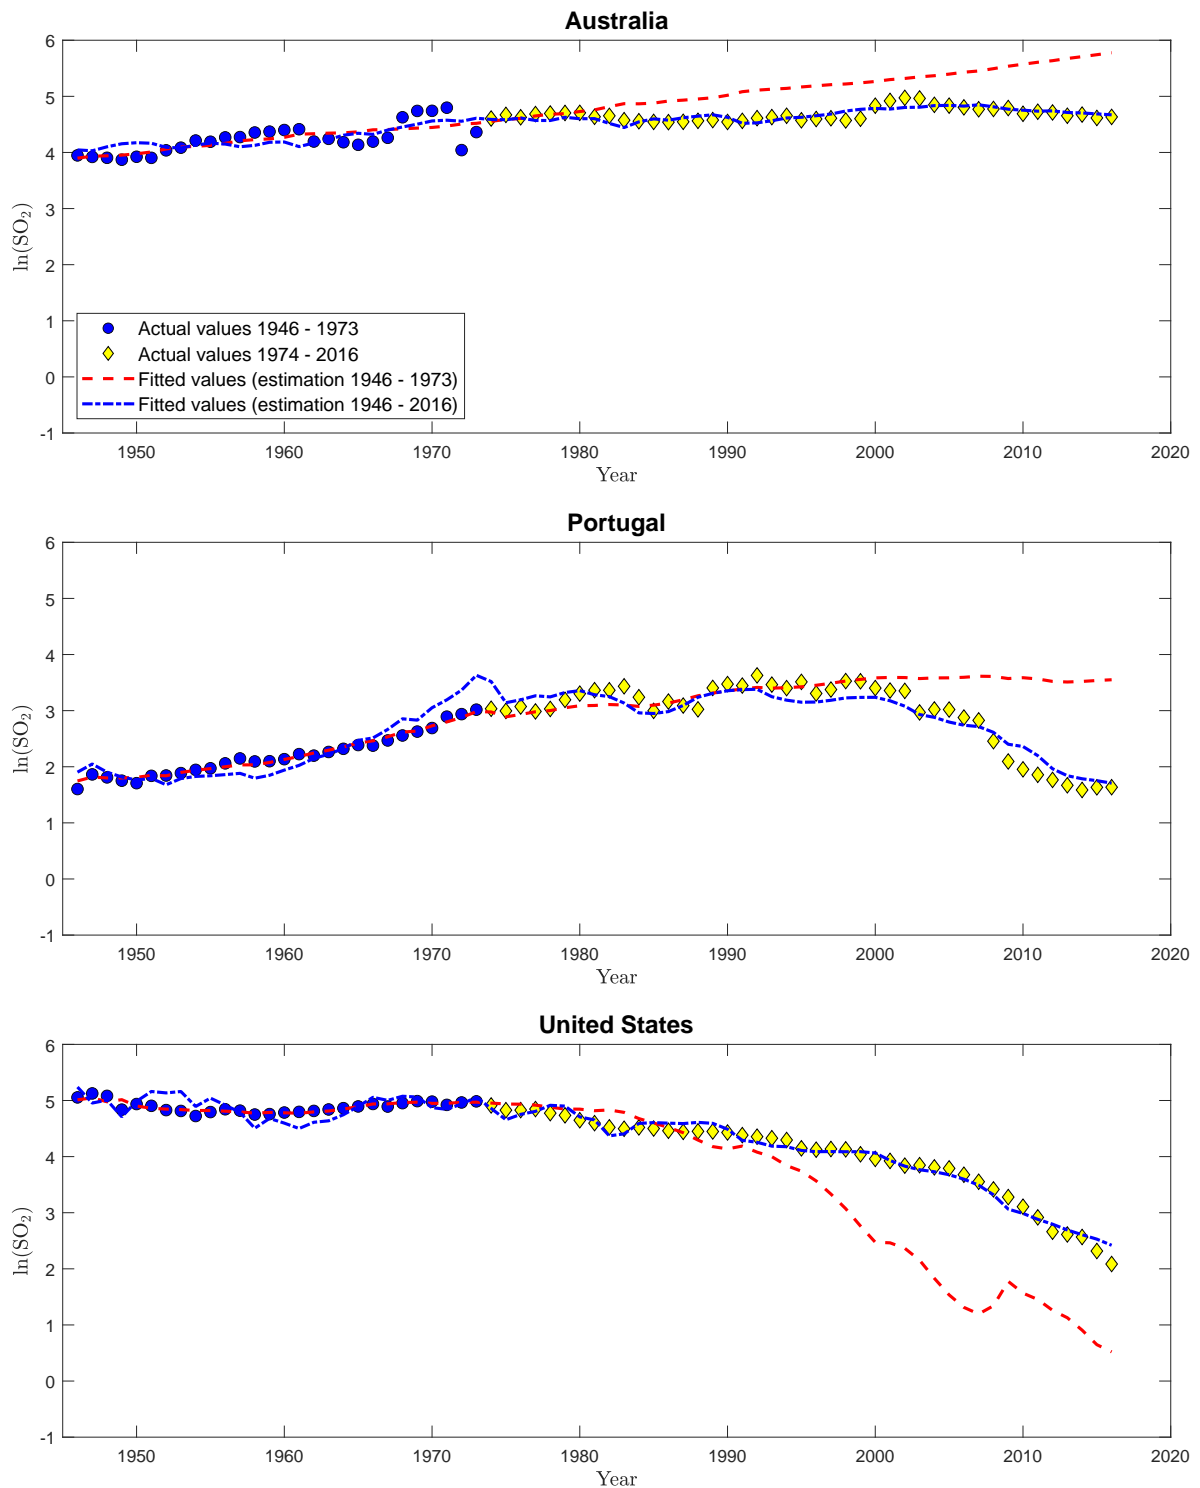 Australia
6
5
4
3
2
1
0
-1
ln(SO₂)
Actual values 1946 - 1973
Actual values 1974 - 2016
Fitted values (estimation 1946 - 1973)
Fitted values (estimation 1946 - 2016)
1950 1960 1970 1980 1990 2000 2010 2020
Year
Portugal
6
5
4
3
2
1
0
-1
ln(SO₂)
1950 1960 1970 1980 1990 2000 2010 2020
Year
United States
6
5
4
3
2
1
0
-1
ln(SO₂)
1950 1960 1970 1980 1990 2000 2010 2020
Year